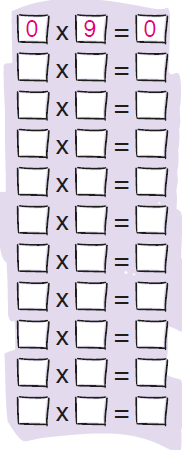 0 x 9 = 0
x =
x =
x =
x =
x =
x =
x =
x =
x =
x =